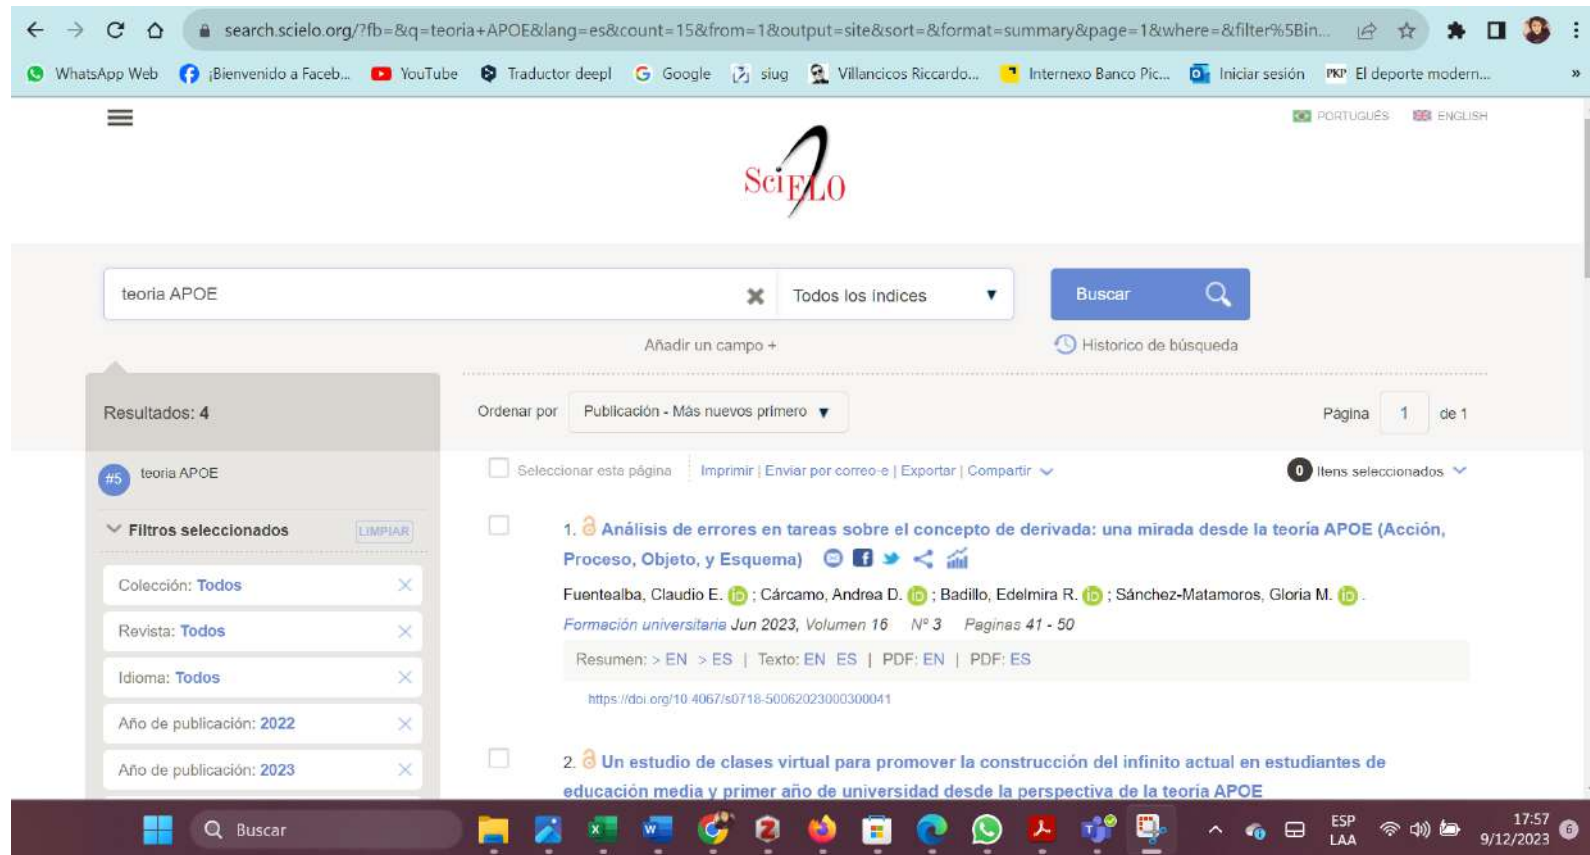 search.scielo.org/?fb=&q=teoria+APOE&lang=es&count=15&from=1&output=site&sort=&format=summary&page=1&where=&filter%5Bin...
WhatsApp Web ¡Bienvenido a Faceb... YouTube Traductor deepl Google siug Villancicos Riccardo... Internexo Banco Pic... Iniciar sesión PKP El deporte modern... »
PORTUGUÉS ENGLISH
SciELO
teoria APOE Todos los índices Buscar
Añadir un campo + Historico de búsqueda
Resultados: 4 Ordenar por Publicación - Más nuevos primero Página 1 de 1
#5 teoria APOE Seleccionar esta página Imprimir | Enviar por correo-e | Exportar | Compartir 0 Itens seleccionados
Filtros seleccionados LIMPIAR
Colección: Todos
Revista: Todos
Idioma: Todos
Año de publicación: 2022
Año de publicación: 2023
1. Análisis de errores en tareas sobre el concepto de derivada: una mirada desde la teoría APOE (Acción,
Proceso, Objeto, y Esquema)
Fuentealba, Claudio E. iD ; Cárcamo, Andrea D. iD ; Badillo, Edelmira R. iD ; Sánchez-Matamoros, Gloria M. iD .
Formación universitaria Jun 2023, Volumen 16 Nº 3 Paginas 41 - 50
Resumen: > EN > ES | Texto: EN ES | PDF: EN | PDF: ES
https://doi.org/10.4067/s0718-50062023000300041
2. Un estudio de clases virtual para promover la construcción del infinito actual en estudiantes de
educación media y primer año de universidad desde la perspectiva de la teoría APOE
Buscar ESP 17:57
LAA 9/12/2023 6